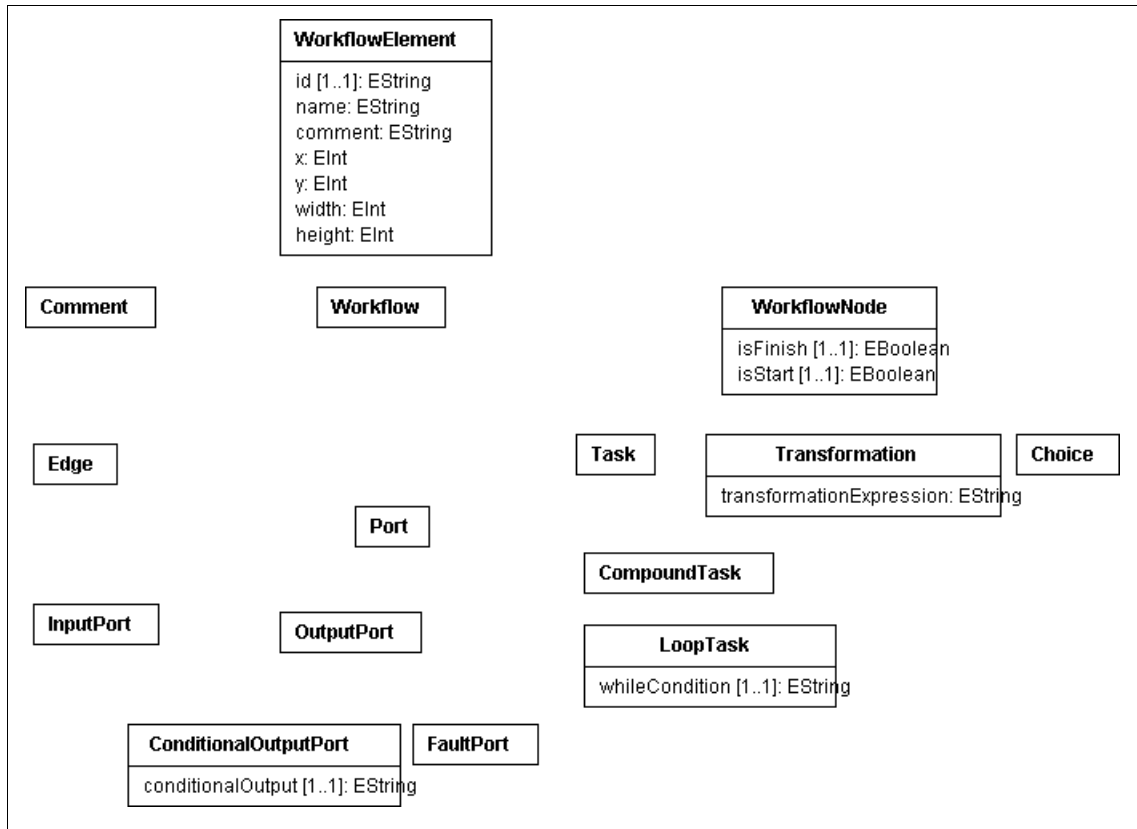 WorkflowElement
id [1..1]: EString
name: EString
comment: EString
x: EInt
y: EInt
width: EInt
height: EInt
Comment
Workflow
WorkflowNode
isFinish [1..1]: EBoolean
isStart [1..1]: EBoolean
Edge
Task
Transformation
transformationExpression: EString
Choice
Port
CompoundTask
InputPort
OutputPort
LoopTask
whileCondition [1..1]: EString
ConditionalOutputPort
conditionalOutput [1..1]: EString
FaultPort